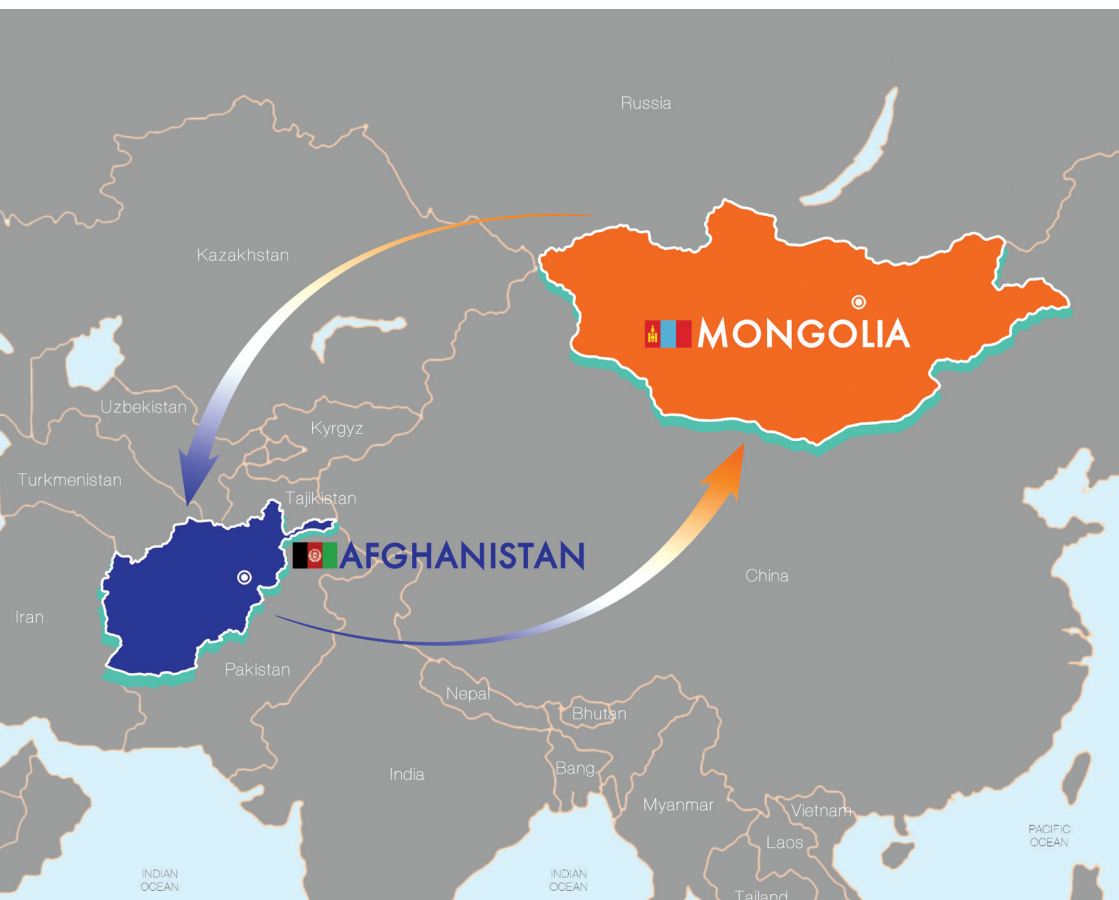 Russia
Kazakhstan
MONGOLIA
Uzbekistan
Kyrgyz
Turkmenistan
Tajikistan
AFGHANISTAN
China
Iran
Pakistan
Nepal
Bhutan
India
Bang.
Myanmar
Vietnam
Laos
PACIFIC
OCEAN
INDIAN
OCEAN
INDIAN
OCEAN
Tailand